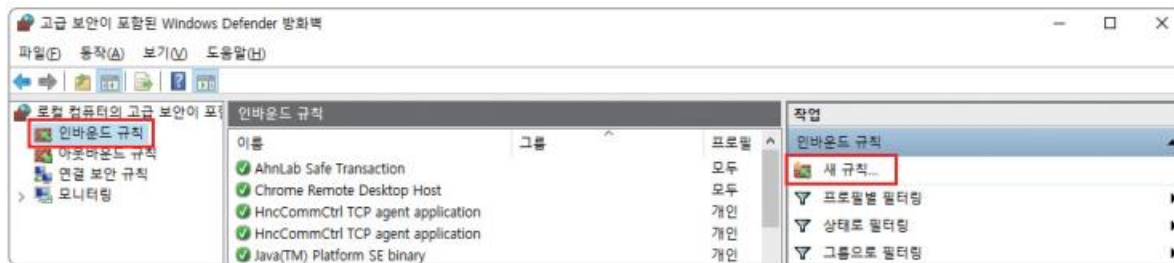 고급 보안이 포함된 Windows Defender 방화벽
파일(F) 동작(A) 보기(V) 도움말(H)
로컬 컴퓨터의 고급 보안이 포
인바운드 규칙
아웃바운드 규칙
연결 보안 규칙
모니터링
인바운드 규칙
이름 그룹 프로필
AhnLab Safe Transaction 모두
Chrome Remote Desktop Host 모두
HncCommCtrl TCP agent application 개인
HncCommCtrl TCP agent application 개인
Java(TM) Platform SE binary 개인
작업
인바운드 규칙
새 규칙...
프로필별 필터링
상태로 필터링
그룹으로 필터링